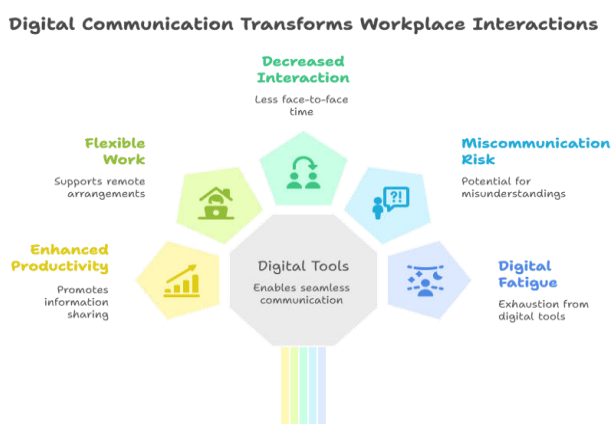 Digital Communication Transforms Workplace Interactions
Decreased
Interaction
Less face-to-face
time
Flexible
Work
Supports remote
arrangements
Miscommunication
Risk
Potential for
misunderstandings
?!
Enhanced
Productivity
Promotes
information
sharing
Digital Tools
Enables seamless
communication
Digital
Fatigue
Exhaustion from
digital tools